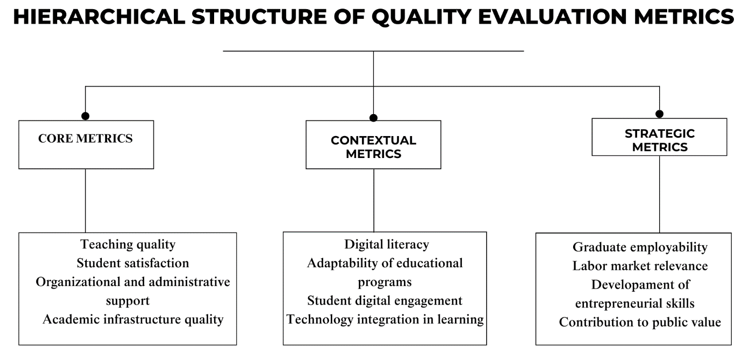 HIERARCHICAL STRUCTURE OF QUALITY EVALUATION METRICS
CORE METRICS
CONTEXTUAL
METRICS
STRATEGIC
METRICS
Teaching quality
Student satisfaction
Organizational and administrative
support
Academic infrastructure quality
Digital literacy
Adaptability of educational
programs
Student digital engagement
Technology integration in learning
Graduate employability
Labor market relevance
Developament of
entrepreneurial skills
Contribution to public value